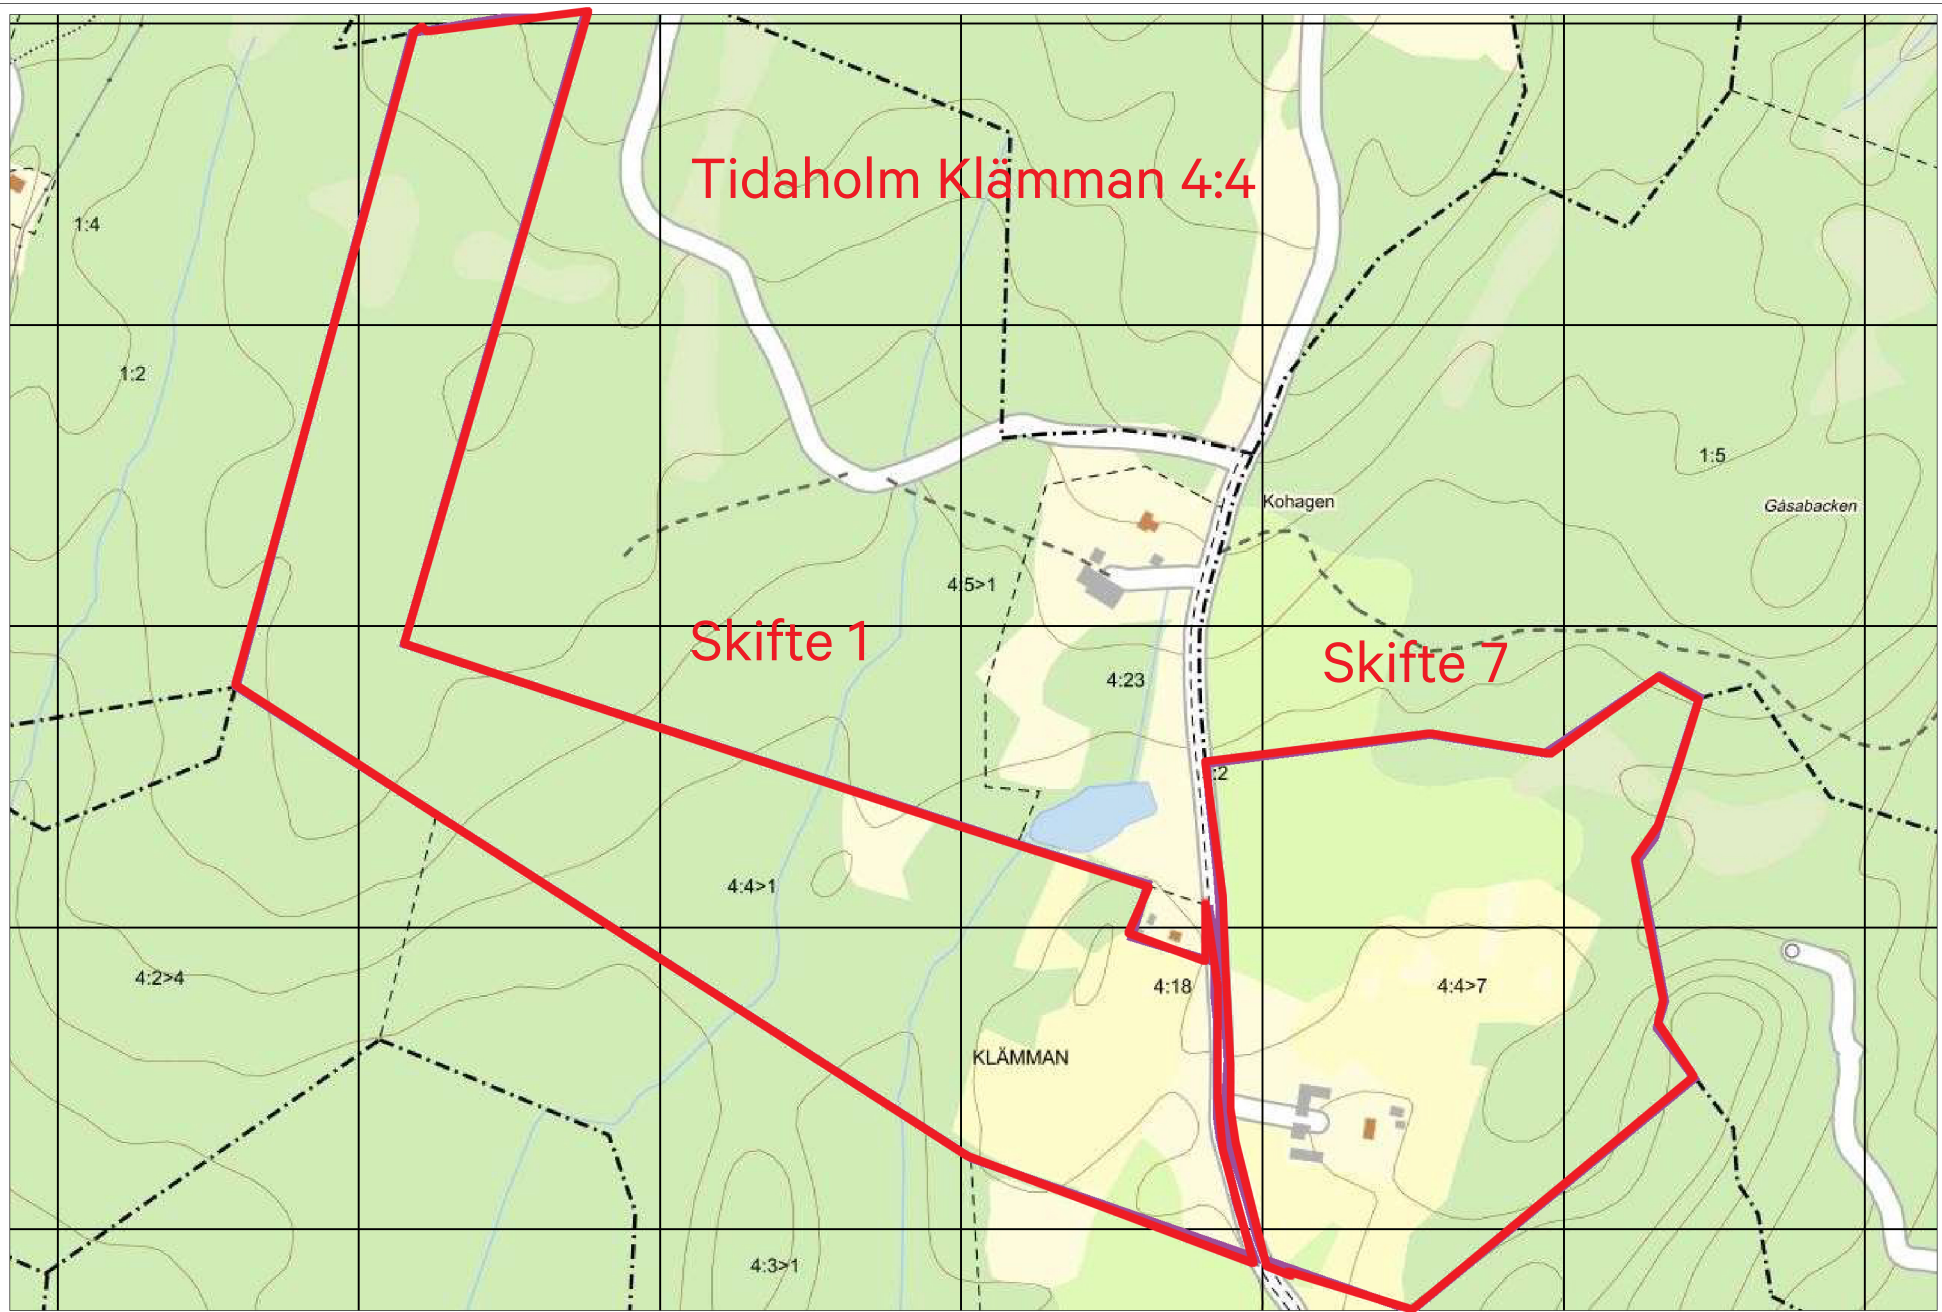 Tidaholm Klämman 4:4
1:4
1:2
1:5
Kohagen
Gåsabacken
4:5>1
Skifte 1
Skifte 7
4:23
:2
4:4>1
4:2>4
4:18
4:4>7
KLÄMMAN
4:3>1